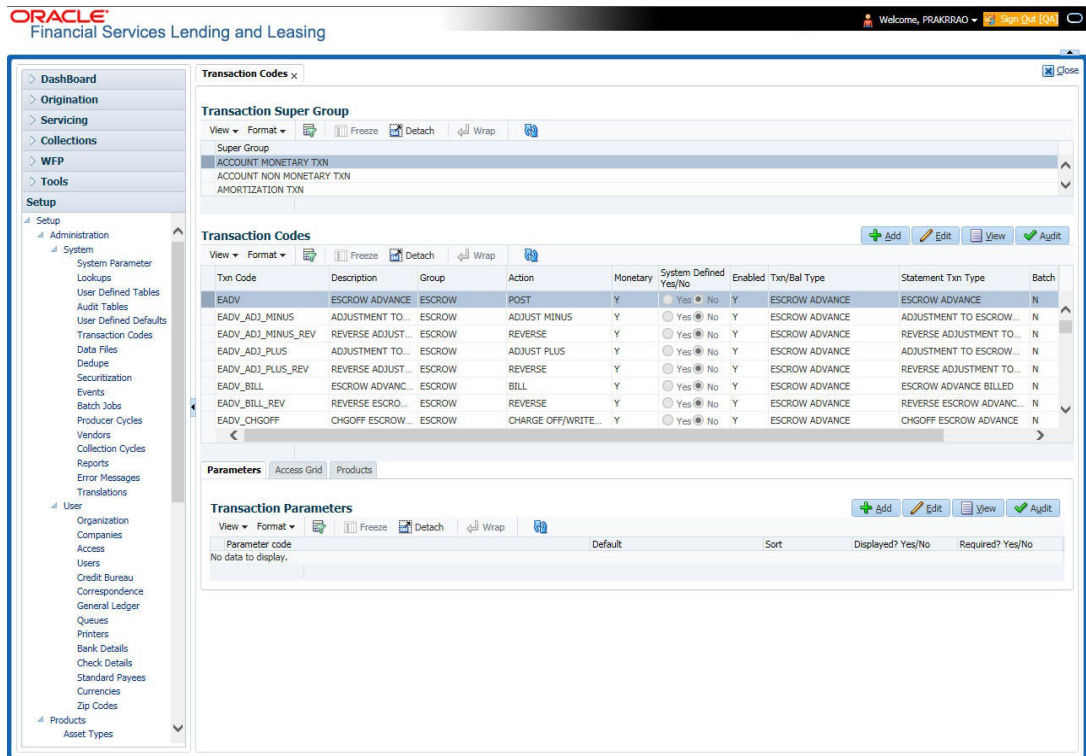 ORACLE®
Financial Services Lending and Leasing
Welcome, PRAKRRAO Sign Out [QA]
DashBoard
Origination
Servicing
Collections
WFP
Tools
Setup
Setup
Administration
System
System Parameter
Lookups
User Defined Tables
Audit Tables
User Defined Defaults
Transaction Codes
Data Files
Dedupe
Securitization
Events
Batch Jobs
Producer Cycles
Vendors
Collection Cycles
Reports
Error Messages
Translations
User
Organization
Companies
Access
Users
Credit Bureau
Correspondence
General Ledger
Queues
Printers
Bank Details
Check Details
Standard Payees
Currencies
Zip Codes
Products
Asset Types
Transaction Codes x
Close
Transaction Super Group
View Format Freeze Detach Wrap
Super Group
ACCOUNT MONETARY TXN
ACCOUNT NON MONETARY TXN
AMORTIZATION TXN
Transaction Codes
Add Edit View Audit
View Format Freeze Detach Wrap
Txn Code Description Group Action Monetary System Defined Yes/No Enabled Txn/Bal Type Statement Txn Type Batch
EADV ESCROW ADVANCE ESCROW POST Y Yes No Y ESCROW ADVANCE ESCROW ADVANCE N
EADV_ADJ_MINUS ADJUSTMENT TO... ESCROW ADJUST MINUS Y Yes No Y ESCROW ADVANCE ADJUSTMENT TO ESCROW... N
EADV_ADJ_MINUS_REV REVERSE ADJUST... ESCROW REVERSE Y Yes No Y ESCROW ADVANCE REVERSE ADJUSTMENT TO... N
EADV_ADJ_PLUS ADJUSTMENT TO... ESCROW ADJUST PLUS Y Yes No Y ESCROW ADVANCE ADJUSTMENT TO ESCROW... N
EADV_ADJ_PLUS_REV REVERSE ADJUST... ESCROW REVERSE Y Yes No Y ESCROW ADVANCE REVERSE ADJUSTMENT TO... N
EADV_BILL ESCROW ADVANC... ESCROW BILL Y Yes No Y ESCROW ADVANCE ESCROW ADVANCE BILLED N
EADV_BILL_REV REVERSE ESCRO... ESCROW REVERSE Y Yes No Y ESCROW ADVANCE REVERSE ESCROW ADVANC... N
EADV_CHGOFF CHGOFF ESCROW... ESCROW CHARGE OFF/WRITE... Y Yes No Y ESCROW ADVANCE CHGOFF ESCROW ADVANCE N
Parameters Access Grid Products
Transaction Parameters
Add Edit View Audit
View Format Freeze Detach Wrap
Parameter code Default Sort Displayed? Yes/No Required? Yes/No
No data to display.